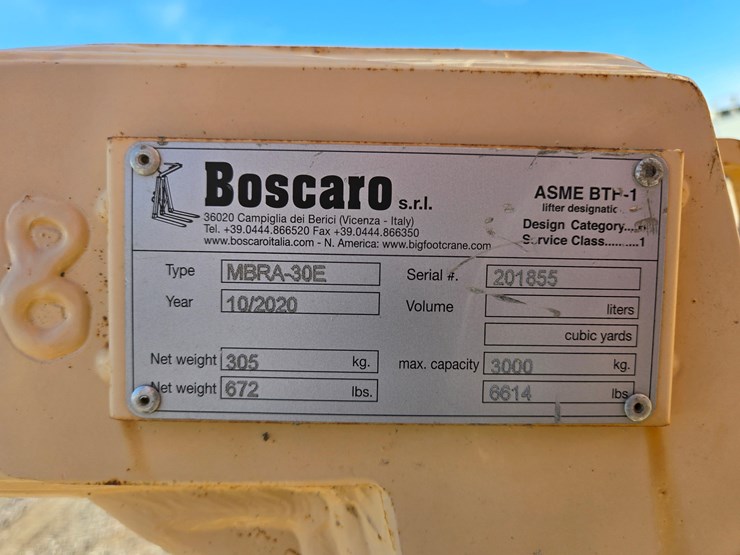 8
Boscaro s.r.l.
36020 Campiglia dei Berici (Vicenza - Italy)
Tel. +39.0444.866520 Fax +39.0444.866350
www.boscaroitalia.com - N. America: www.bigfootcrane.com
ASME BTH-1
lifter designatic
Design Category.....
Service Class.........1
Type MBRA-30E
Serial #. 201855
Year 10/2020
Volume liters
cubic yards
Net weight 305 kg.
max. capacity 3000 kg.
Net weight 672 lbs.
6614 lbs